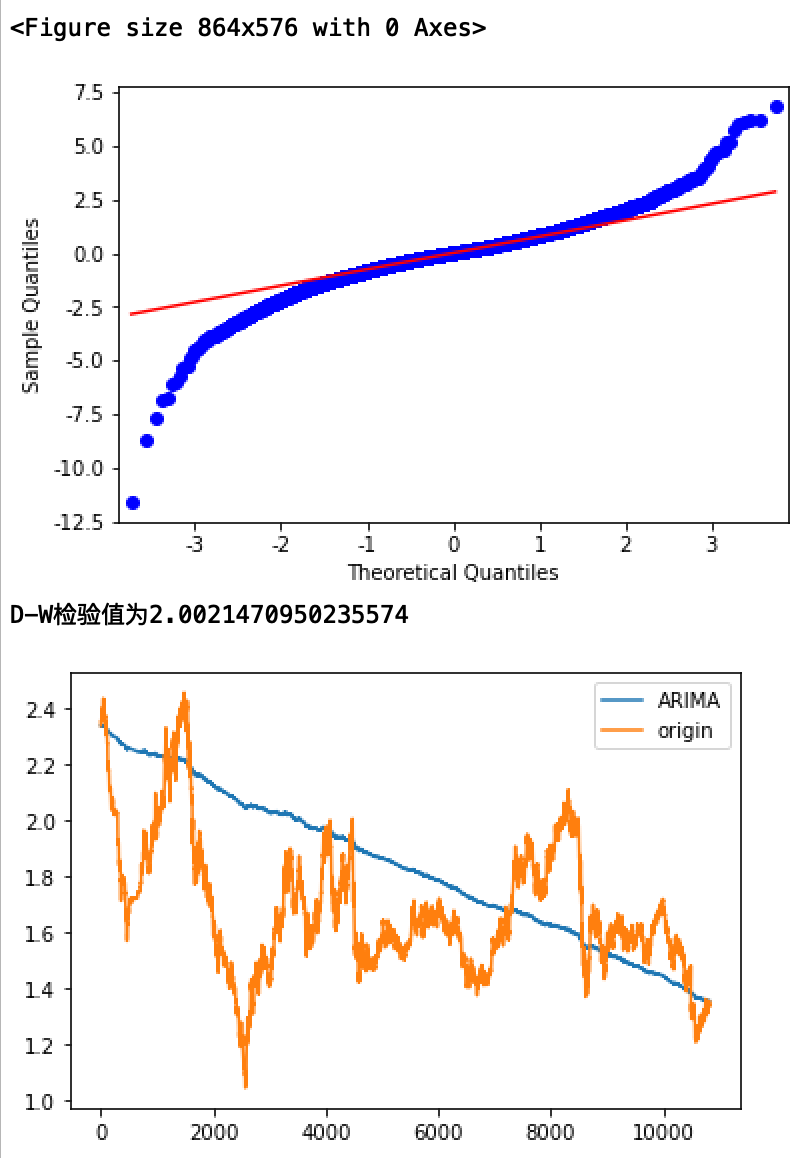 <Figure size 864x576 with 0 Axes>
7.5
5.0
2.5
0.0
-2.5
-5.0
-7.5
-10.0
-12.5
Sample Quantiles
-3 -2 -1 0 1 2 3
Theoretical Quantiles
D-W检验值为2.0021470950235574
2.4
2.2
2.0
1.8
1.6
1.4
1.2
1.0
ARIMA
origin
0 2000 4000 6000 8000 10000